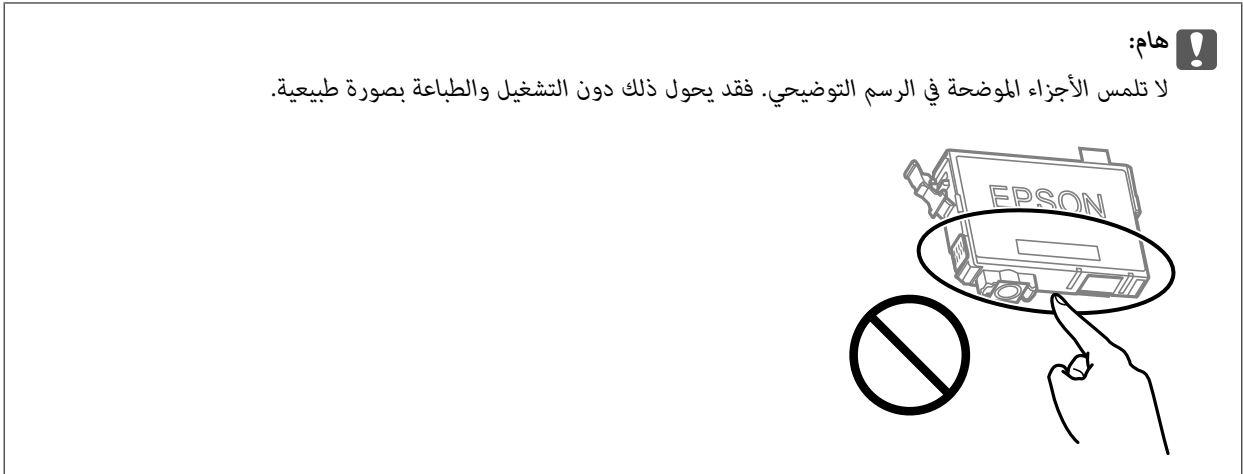 هام:
لا تلمس الأجزاء الموضحة في الرسم التوضيحي. فقد يحول ذلك دون التشغيل والطباعة بصورة طبيعية.
EPSON